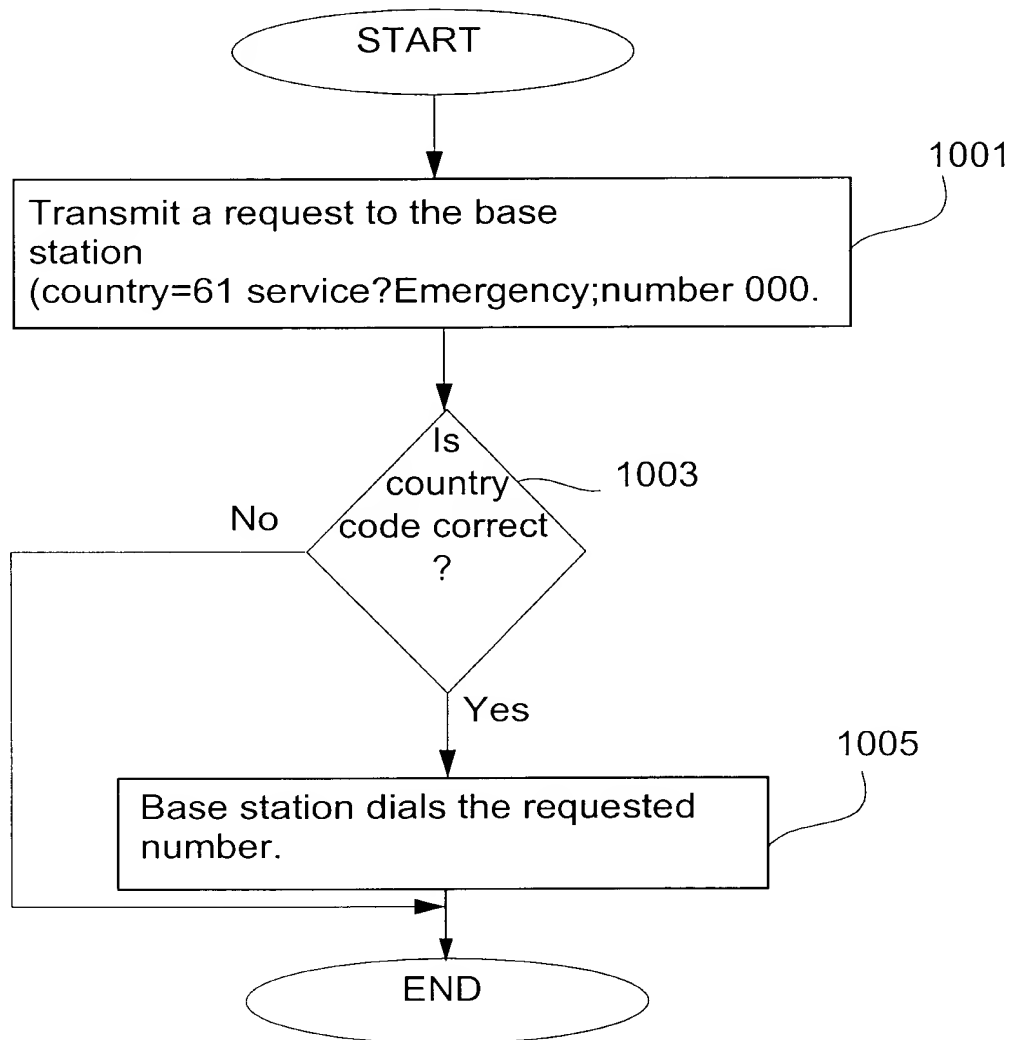 START
1001
Transmit a request to the base
station
(country=61 service?Emergency;number 000.
Is
country
code correct
?
1003
No
Yes
1005
Base station dials the requested
number.
END